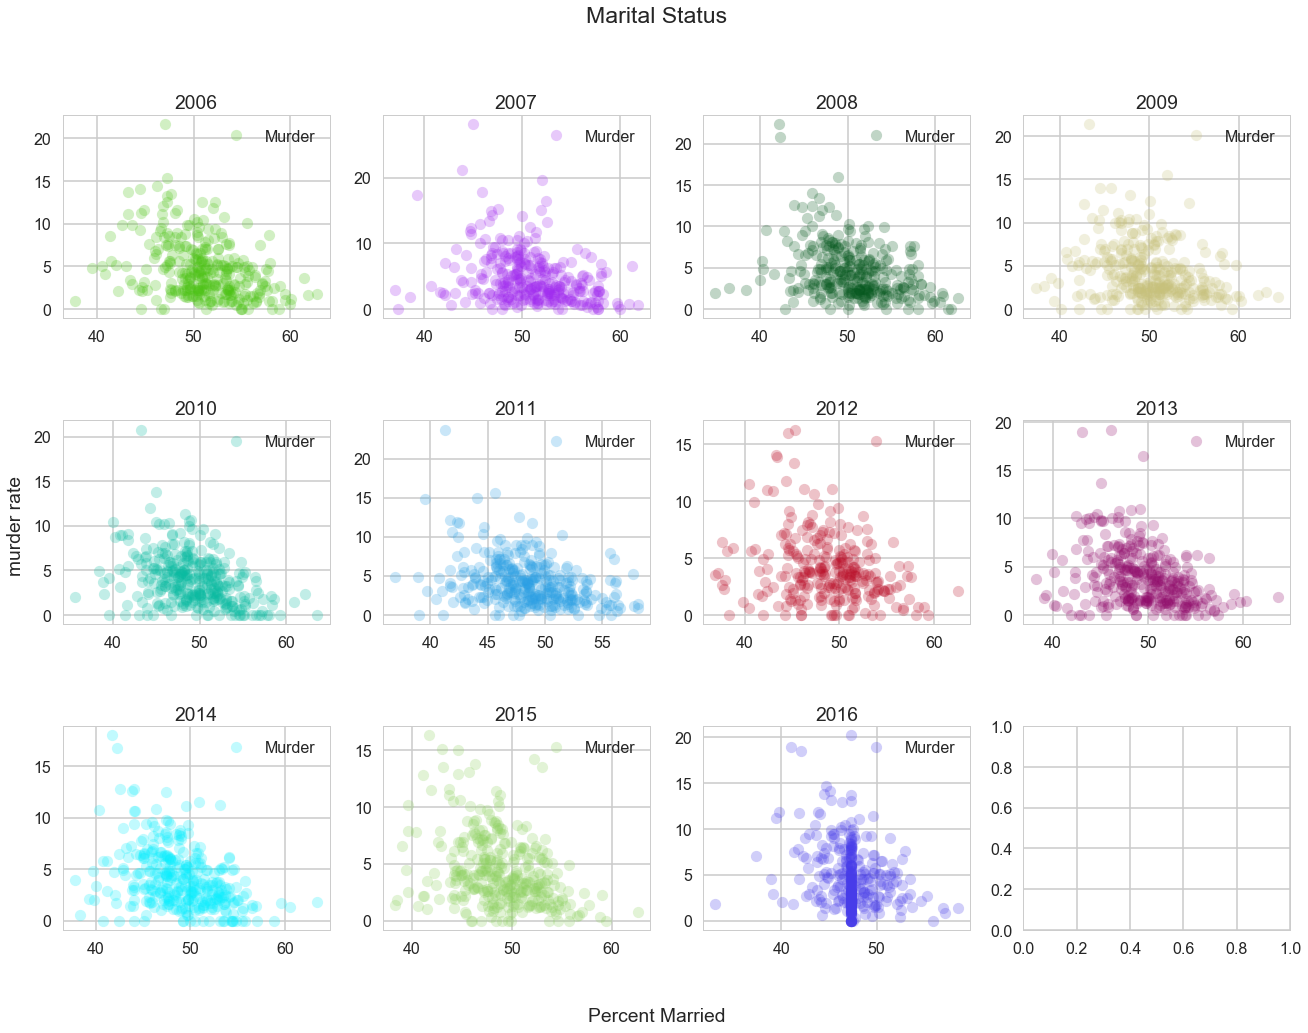 Marital Status
2006 2007 2008 2009
Murder Murder Murder Murder
20 20 20 20
15 15 15
10 10 10 10
5 5 5
0 0 0 0
40 50 60 40 50 60 40 50 60 40 50 60
murder rate
2010 2011 2012 2013
Murder Murder Murder Murder
20 20 15 20
15 15 15
10 10 10 10
5 5 5 5
0 0 0 0
40 50 60 40 45 50 55 40 50 60 40 50 60
2014 2015 2016
Murder Murder Murder
1.0
20
15 15 15 0.8
10 10 10 0.6
0.4
5 5 5 0.2
0 0 0 0.0
40 50 60 40 50 60 40 50 0.0 0.2 0.4 0.6 0.8 1.0
Percent Married